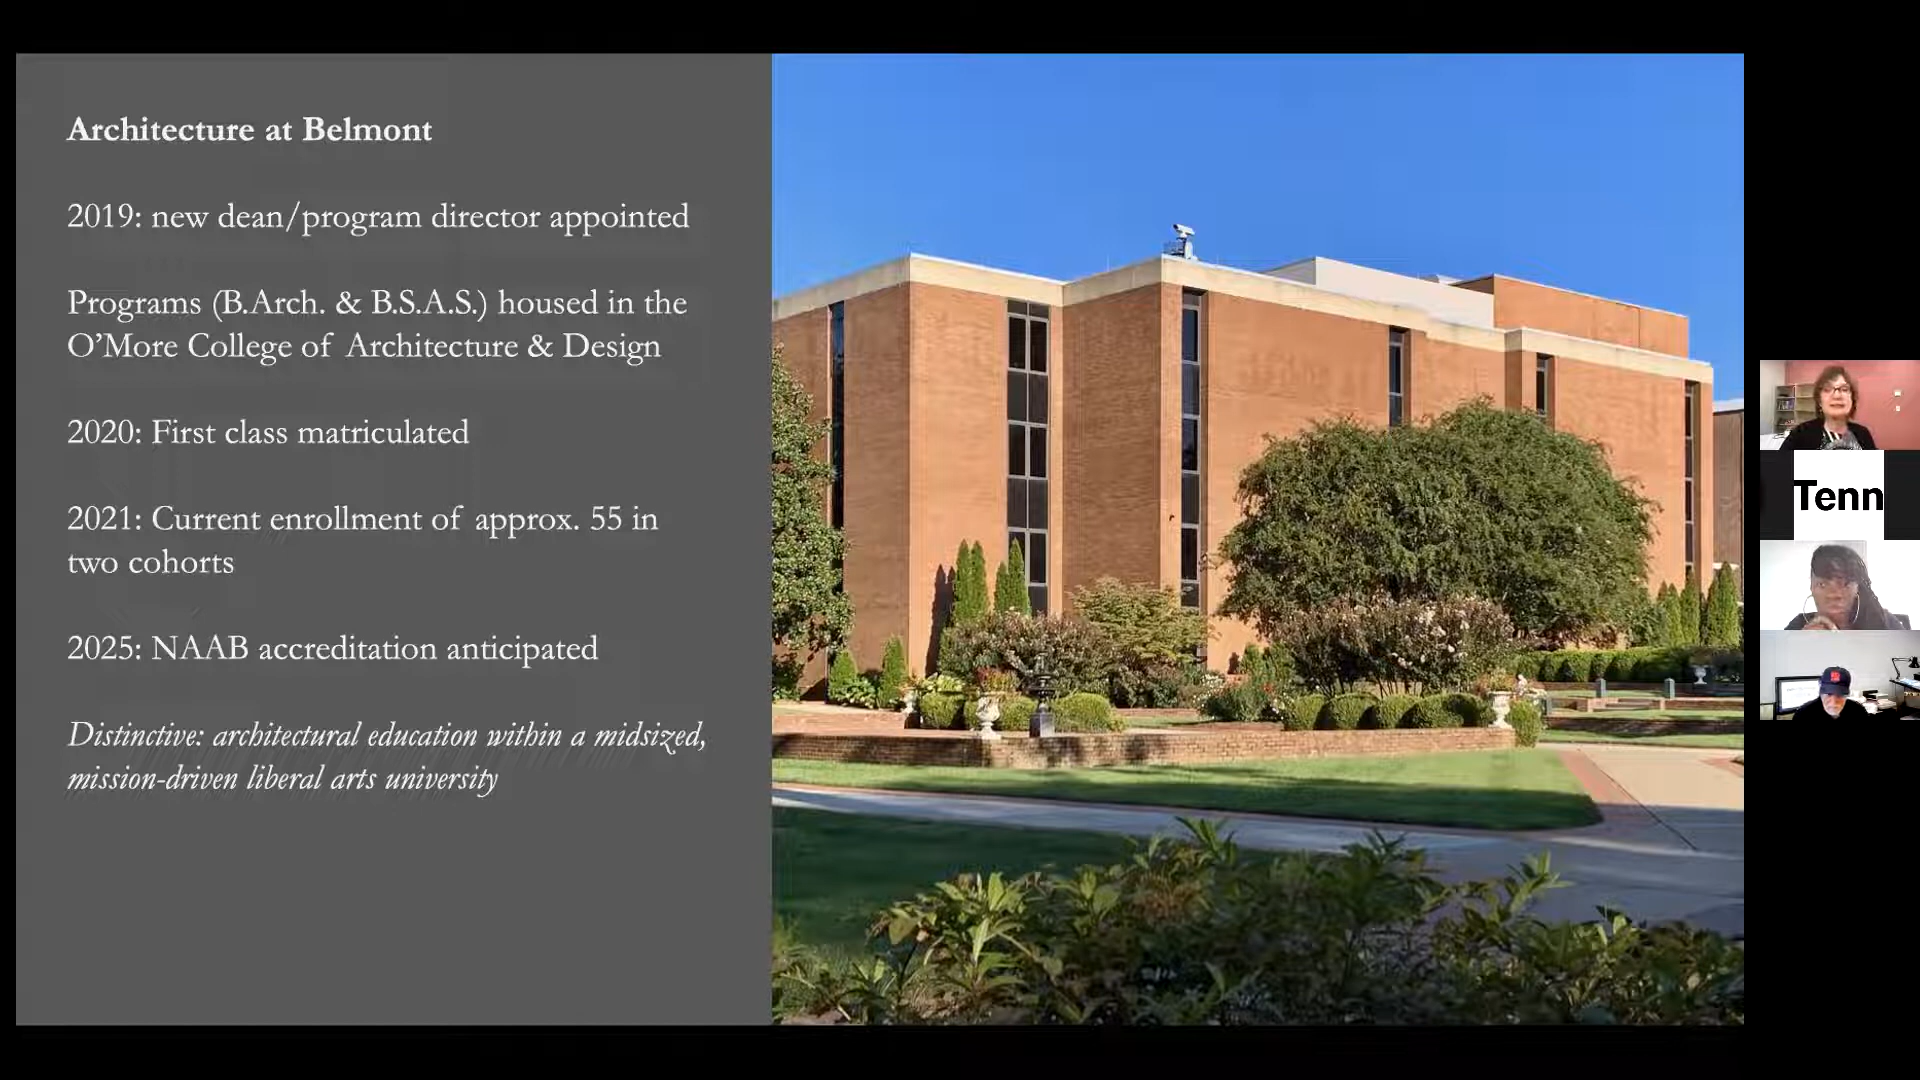 Architecture at Belmont
2019: new dean/program director appointed
Programs (B.Arch. & B.S.A.S.) housed in the
O’More College of Architecture & Design
2020: First class matriculated
2021: Current enrollment of approx. 55 in
two cohorts
2025: NAAB accreditation anticipated
Distinctive: architectural education within a midsized,
mission-driven liberal arts university
Tenn